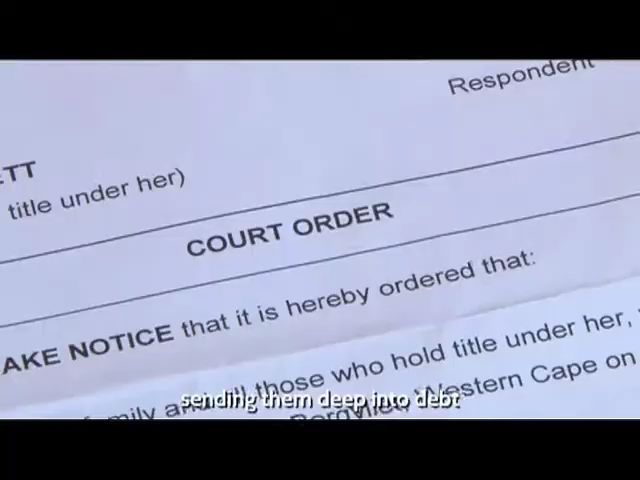 Respondent
ETT
title under her)
COURT ORDER
AKE NOTICE that it is hereby ordered that:
those who hold title under her,
Western Cape on
sending them deep into debt